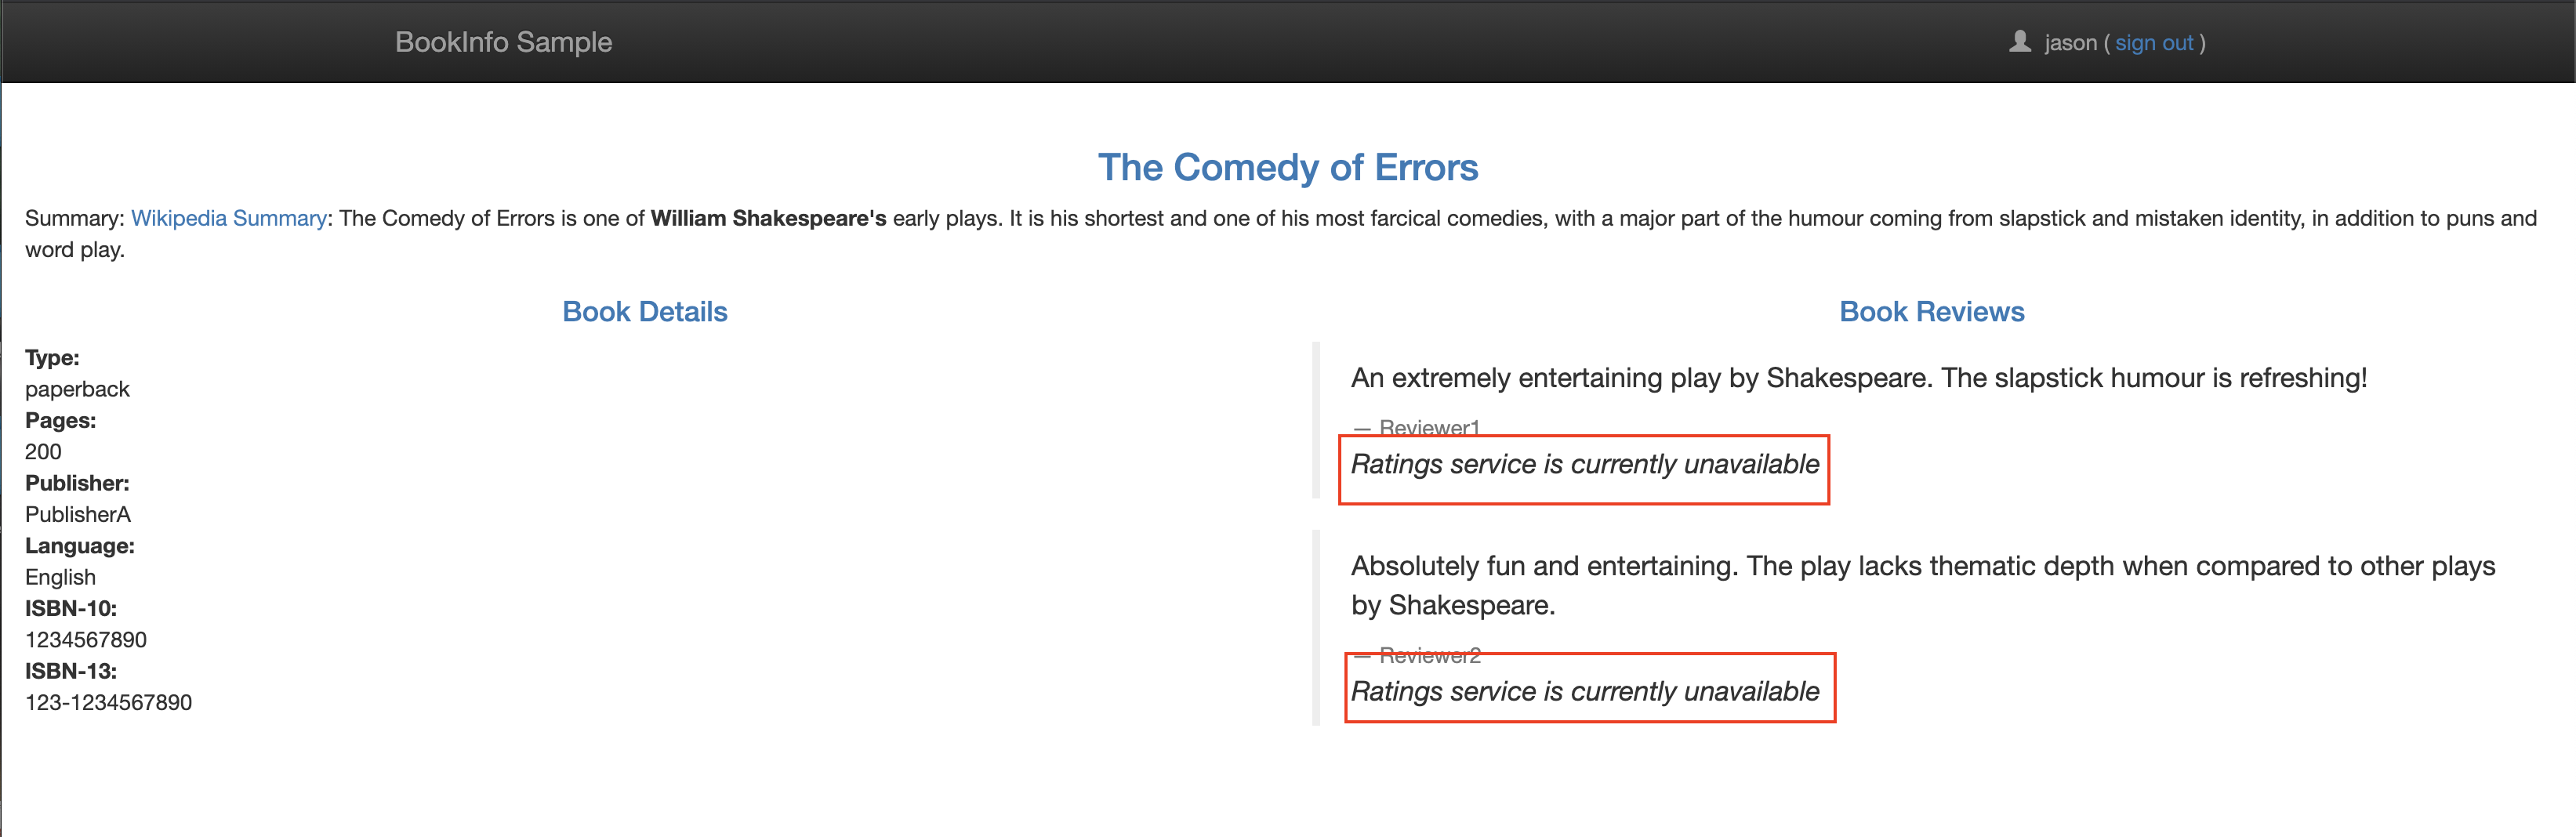 BookInfo Sample
jason ( sign out )
The Comedy of Errors
Summary: Wikipedia Summary: The Comedy of Errors is one of William Shakespeare's early plays. It is his shortest and one of his most farcical comedies, with a major part of the humour coming from slapstick and mistaken identity, in addition to puns and
word play.
Book Details
Type:
paperback
Pages:
200
Publisher:
PublisherA
Language:
English
ISBN-10:
1234567890
ISBN-13:
123-1234567890
Book Reviews
An extremely entertaining play by Shakespeare. The slapstick humour is refreshing!
— Reviewer1
Ratings service is currently unavailable
Absolutely fun and entertaining. The play lacks thematic depth when compared to other plays
by Shakespeare.
— Reviewer2
Ratings service is currently unavailable